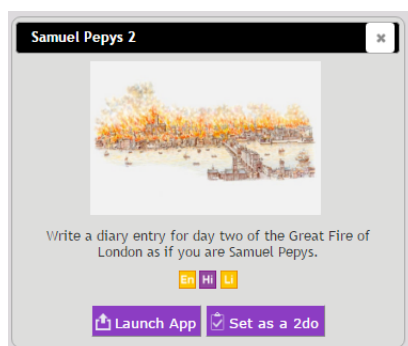 Samuel Pepys 2
Write a diary entry for day two of the Great Fire of
London as if you are Samuel Pepys.
En Hi Li
Launch App Set as a 2do